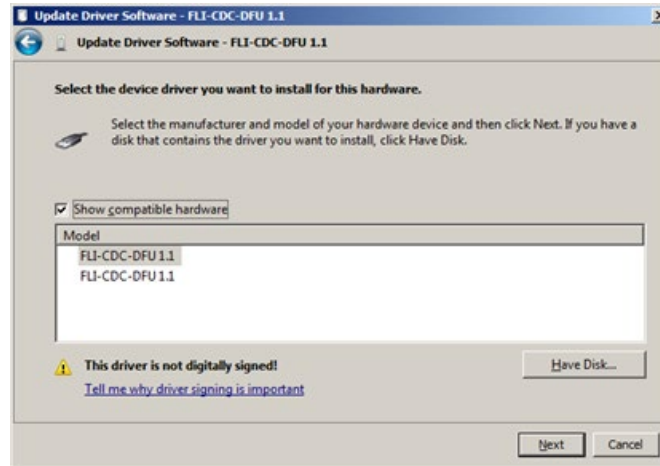 Update Driver Software - FLI-CDC-DFU 1.1
Update Driver Software - FLI-CDC-DFU 1.1
Select the device driver you want to install for this hardware.
Select the manufacturer and model of your hardware device and then click Next. If you have a
disk that contains the driver you want to install, click Have Disk.
Show compatible hardware
Model
FLI-CDC-DFU 1.1
FLI-CDC-DFU 1.1
This driver is not digitally signed!
Have Disk...
Tell me why driver signing is important
Next
Cancel